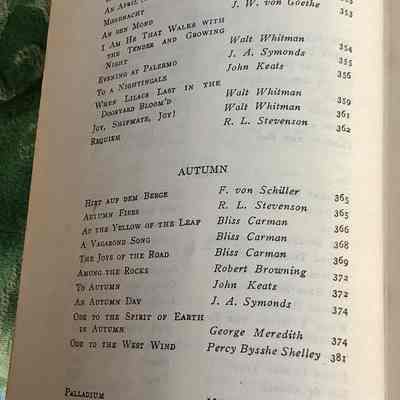 An April
J. W. von Goethe 353
Mondnacht
An den Mond
I Am He That Walks with
the Tender and Growing
Night Walt Whitman 354
Evening at Palermo J. A. Symonds 355
To a Nightingale John Keats 356
When Lilacs Last in the
Dooryard Bloom'd Walt Whitman 359
Joy, Shipmate, Joy! Walt Whitman 361
Requiem R. L. Stevenson 362
AUTUMN
Hirt auf dem Berge F. von Schiller 365
Autumn Fires R. L. Stevenson 365
At the Yellow of the Leaf Bliss Carman 366
A Vagabond Song Bliss Carman 368
The Joys of the Road Bliss Carman 369
Among the Rocks Robert Browning 372
To Autumn John Keats 372
An Autumn Day J. A. Symonds 374
Ode to the Spirit of Earth
in Autumn George Meredith 374
Ode to the West Wind Percy Bysshe Shelley 381
Palladium